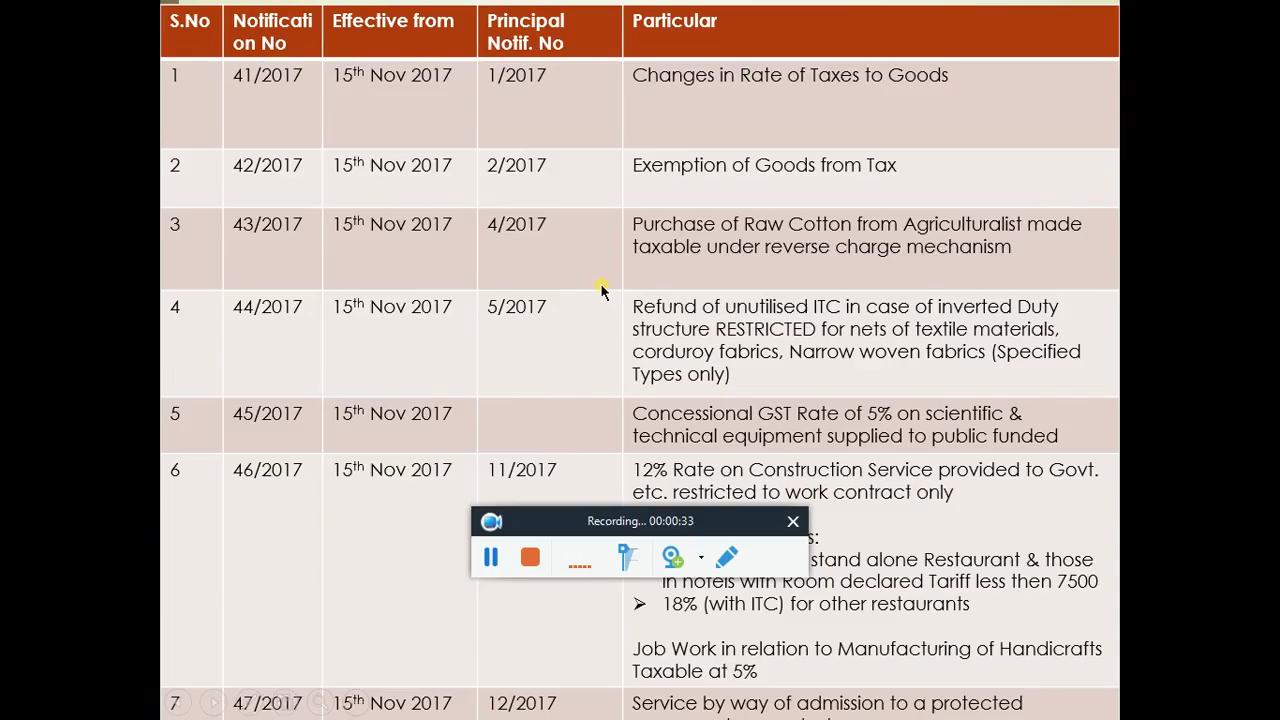 S.No Notificati on No Effective from Principal Notif. No Particular
1 41/2017 15th Nov 2017 1/2017 Changes in Rate of Taxes to Goods
2 42/2017 15th Nov 2017 2/2017 Exemption of Goods from Tax
3 43/2017 15th Nov 2017 4/2017 Purchase of Raw Cotton from Agriculturalist made
taxable under reverse charge mechanism
4 44/2017 15th Nov 2017 5/2017 Refund of unutilised ITC in case of inverted Duty
structure RESTRICTED for nets of textile materials,
corduroy fabrics, Narrow woven fabrics (Specified
Types only)
5 45/2017 15th Nov 2017 Concessional GST Rate of 5% on scientific &
technical equipment supplied to public funded
6 46/2017 15th Nov 2017 11/2017 12% Rate on Construction Service provided to Govt.
etc. restricted to work contract only
Recording... 00:00:33
stand alone Restaurant & those
in hotels with Room declared Tariff less then 7500
➢ 18% (with ITC) for other restaurants
Job Work in relation to Manufacturing of Handicrafts
Taxable at 5%
7 47/2017 15th Nov 2017 12/2017 Service by way of admission to a protected